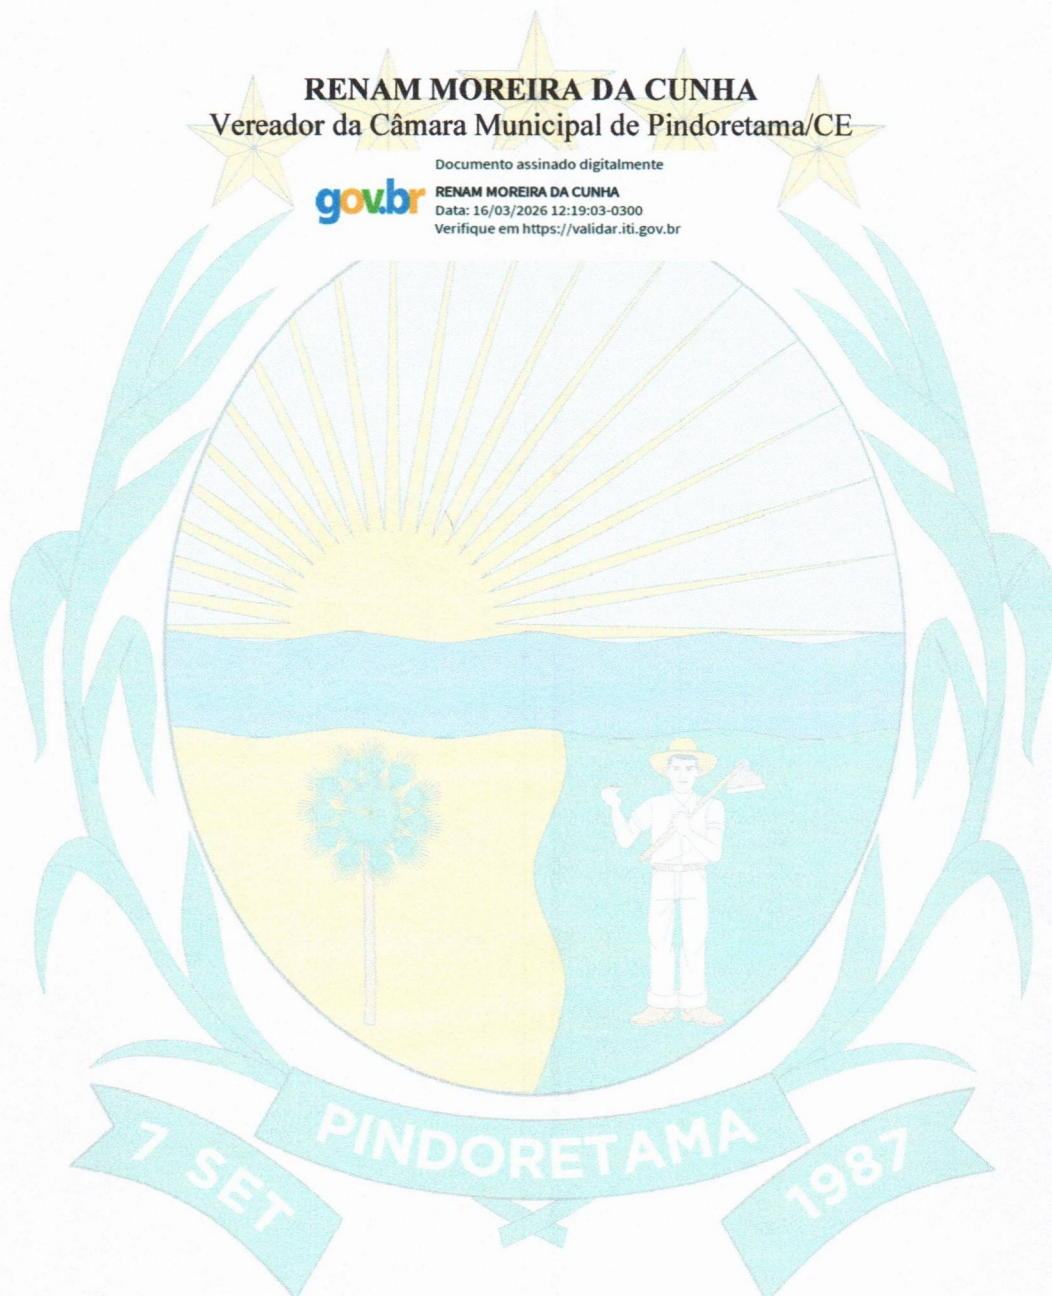 RENAM MOREIRA DA CUNHA
Vereador da Câmara Municipal de Pindoretama/CE
Documento assinado digitalmente
gov.br
RENAM MOREIRA DA CUNHA
Data: 16/03/2026 12:19:03-0300
Verifique em https://validar.iti.gov.br
7 SET
PINDORETAMA
1987